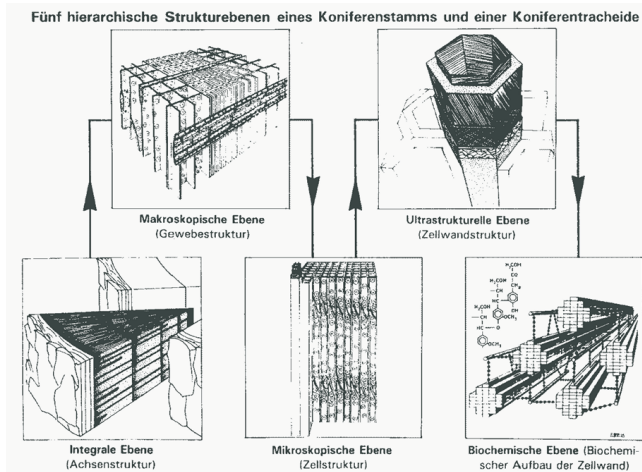 Fünf hierarchische Strukturebenen eines Koniferenstamms und einer Koniferentracheide
Makroskopische Ebene
(Gewebestruktur)
Ultrastrukturelle Ebene
(Zellwandstruktur)
Integrale Ebene
(Achsenstruktur)
Mikroskopische Ebene
(Zellstruktur)
Biochemische Ebene (Biochemi-
scher Aufbau der Zellwand)